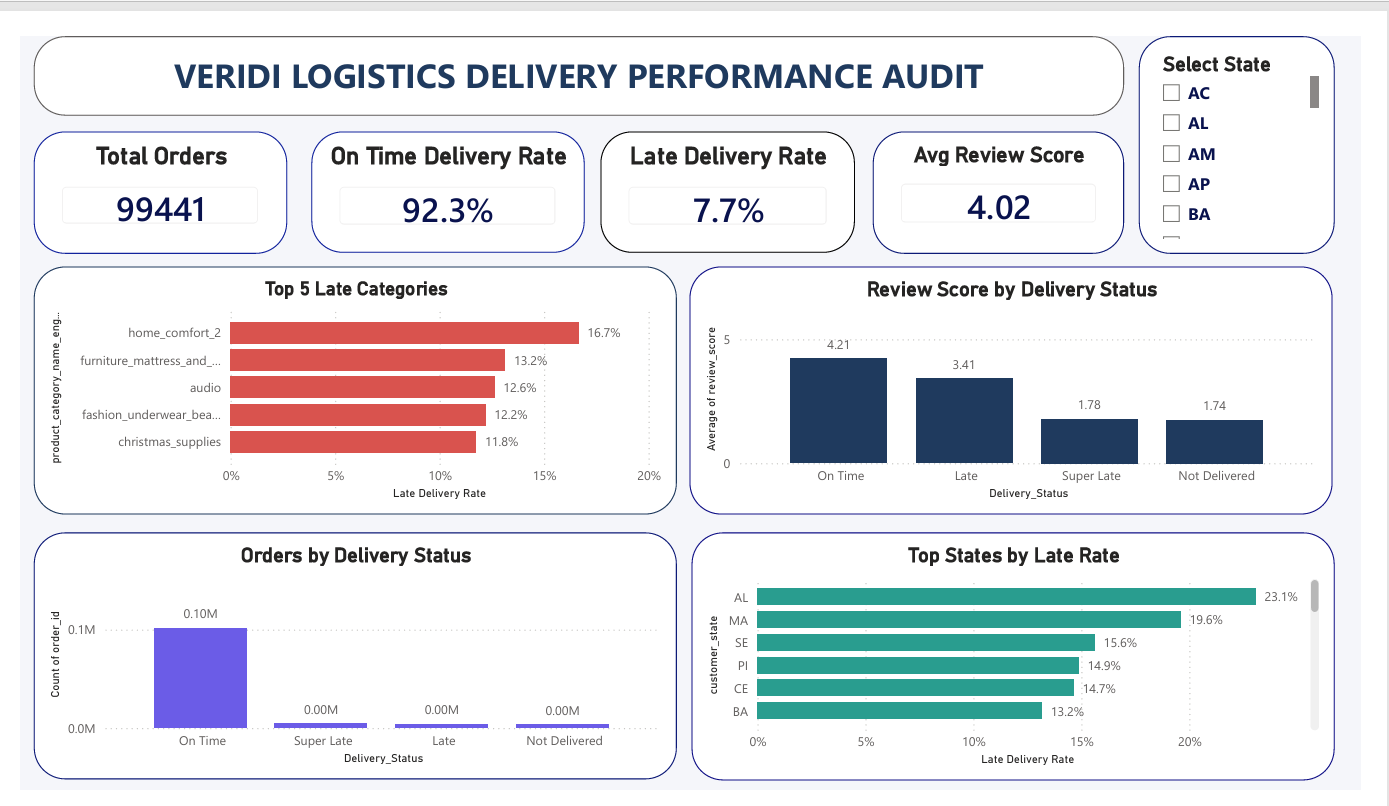 VERIDI LOGISTICS DELIVERY PERFORMANCE AUDIT
Select State
AC
AL
AM
AP
BA
Total Orders
99441
On Time Delivery Rate
92.3%
Late Delivery Rate
7.7%
Avg Review Score
4.02
Top 5 Late Categories
product_category_name_eng...
home_comfort_2
16.7%
furniture_mattress_and_...
13.2%
audio
12.6%
fashion_underwear_bea...
12.2%
christmas_supplies
11.8%
0% 5% 10% 15% 20%
Late Delivery Rate
Review Score by Delivery Status
Average of review_score
5
0
4.21
3.41
1.78
1.74
On Time Late Super Late Not Delivered
Delivery_Status
Orders by Delivery Status
Count of order_id
0.1M
0.0M
0.10M
0.00M
0.00M
0.00M
On Time Super Late Late Not Delivered
Delivery_Status
Top States by Late Rate
customer_state
AL
23.1%
MA
19.6%
SE
15.6%
PI
14.9%
CE
14.7%
BA
13.2%
0% 5% 10% 15% 20%
Late Delivery Rate